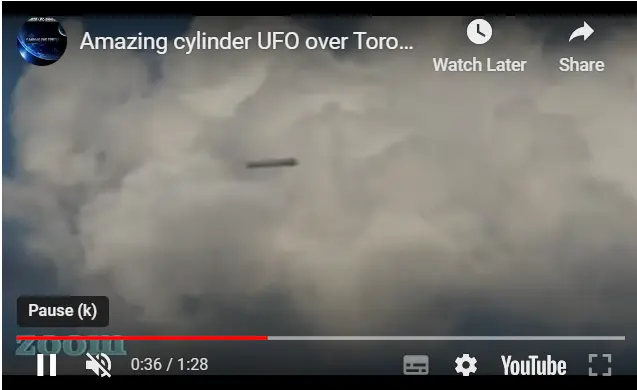 Amazing cylinder UFO over Toro...
Watch Later
Share
Pause (k)
zoom
0:36 / 1:28
YouTube